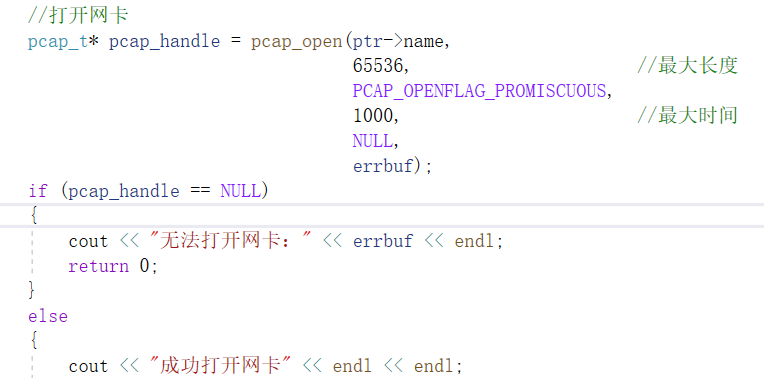 //打开网卡
pcap_t* pcap_handle = pcap_open(ptr->name,
65536, //最大长度
PCAP_OPENFLAG_PROMISCUOUS,
1000, //最大时间
NULL,
errbuf);
if (pcap_handle == NULL)
{
cout << "无法打开网卡：" << errbuf << endl;
return 0;
}
else
{
cout << "成功打开网卡" << endl << endl;